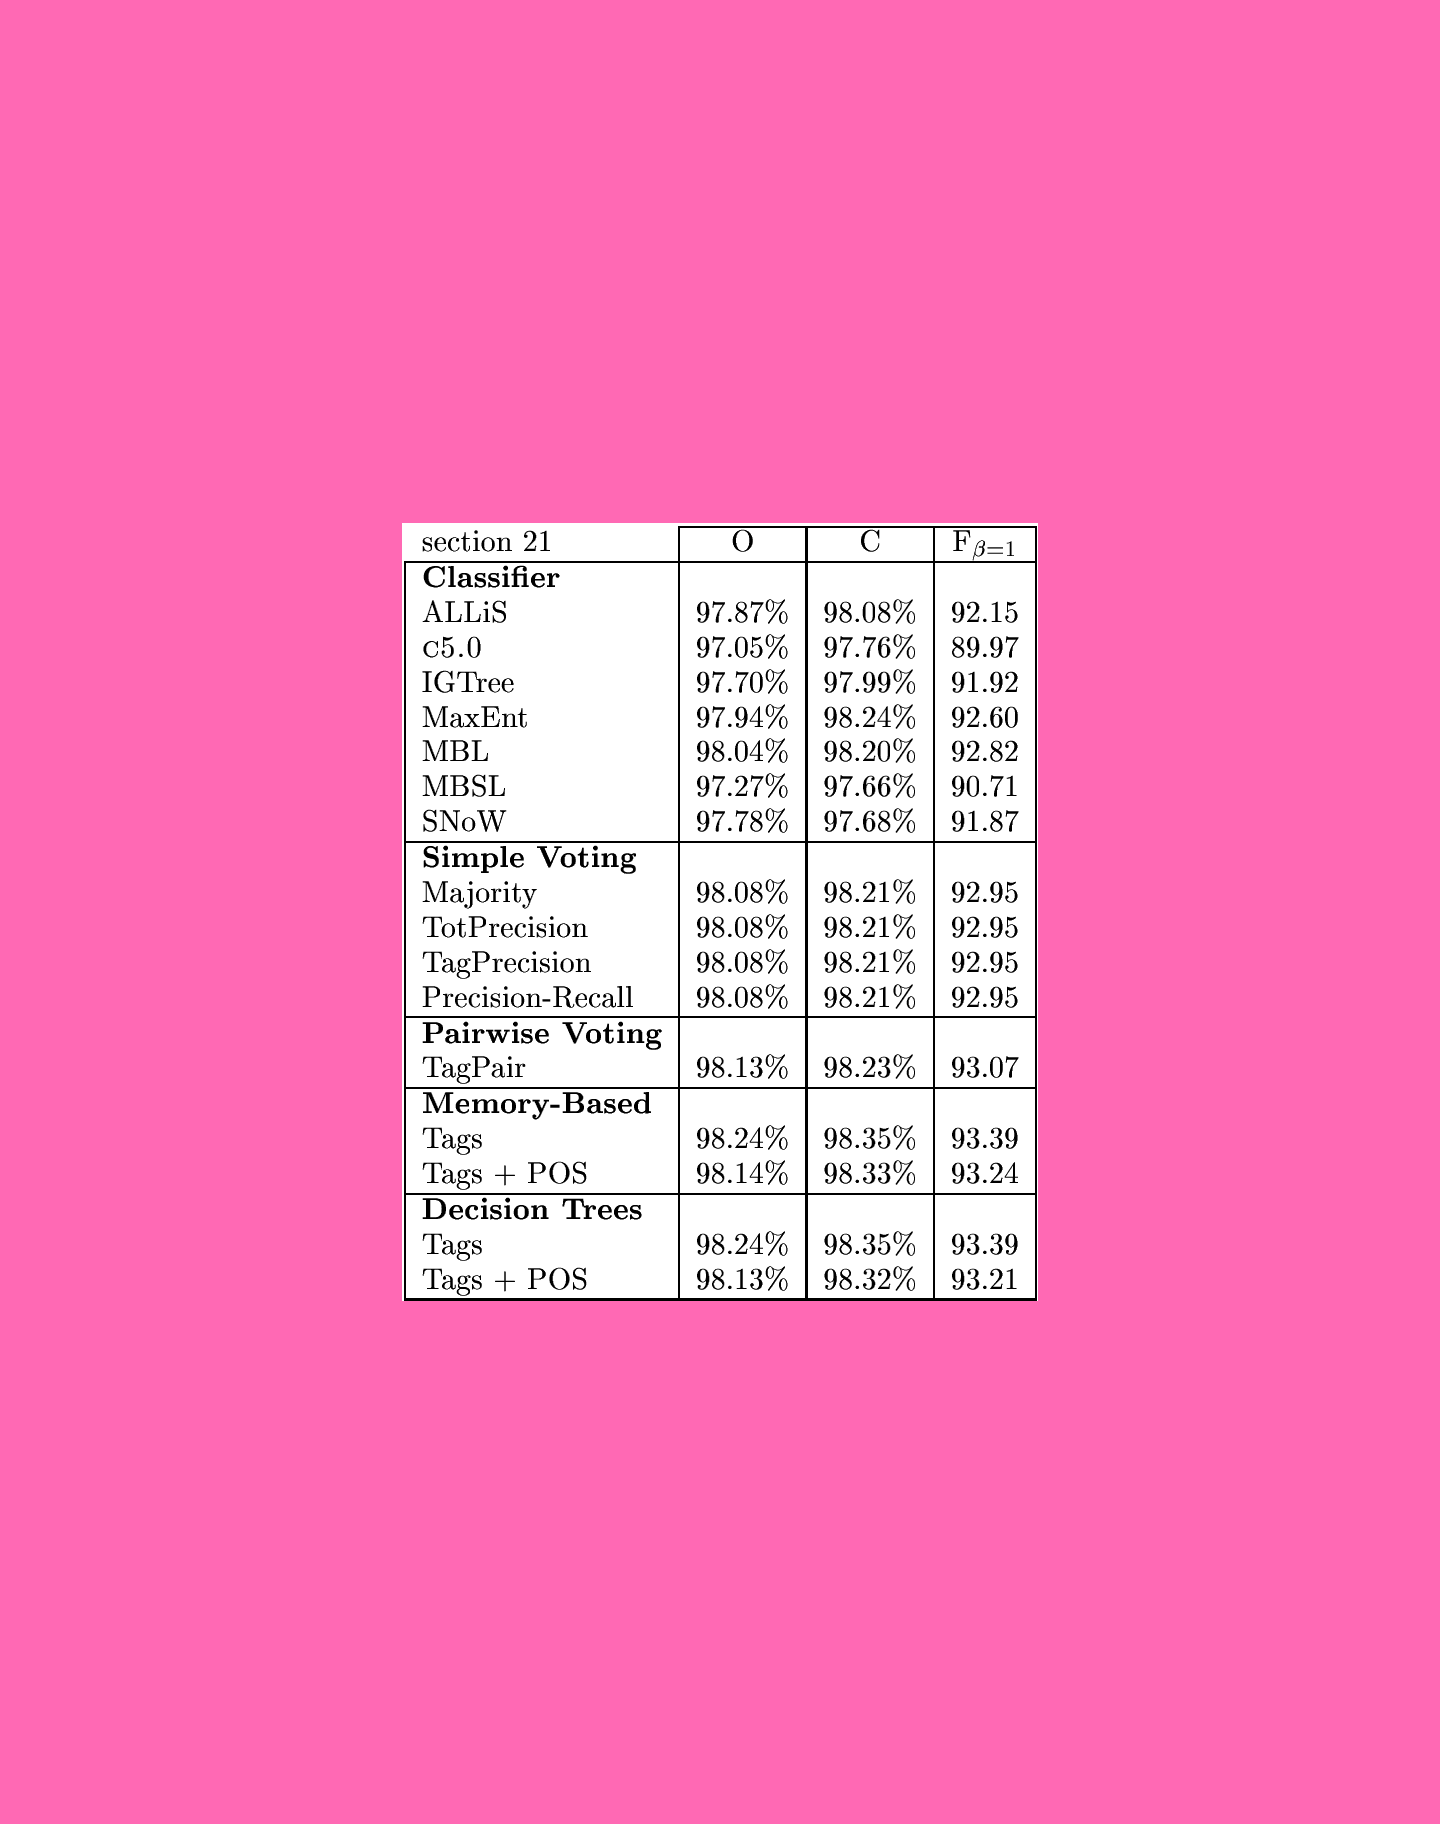 section 21 O C Fβ=1
Classifier
ALLiS 97.87% 98.08% 92.15
C5.0 97.05% 97.76% 89.97
IGTree 97.70% 97.99% 91.92
MaxEnt 97.94% 98.24% 92.60
MBL 98.04% 98.20% 92.82
MBSL 97.27% 97.66% 90.71
SNoW 97.78% 97.68% 91.87
Simple Voting
Majority 98.08% 98.21% 92.95
TotPrecision 98.08% 98.21% 92.95
TagPrecision 98.08% 98.21% 92.95
Precision-Recall 98.08% 98.21% 92.95
Pairwise Voting
TagPair 98.13% 98.23% 93.07
Memory-Based
Tags 98.24% 98.35% 93.39
Tags + POS 98.14% 98.33% 93.24
Decision Trees
Tags 98.24% 98.35% 93.39
Tags + POS 98.13% 98.32% 93.21